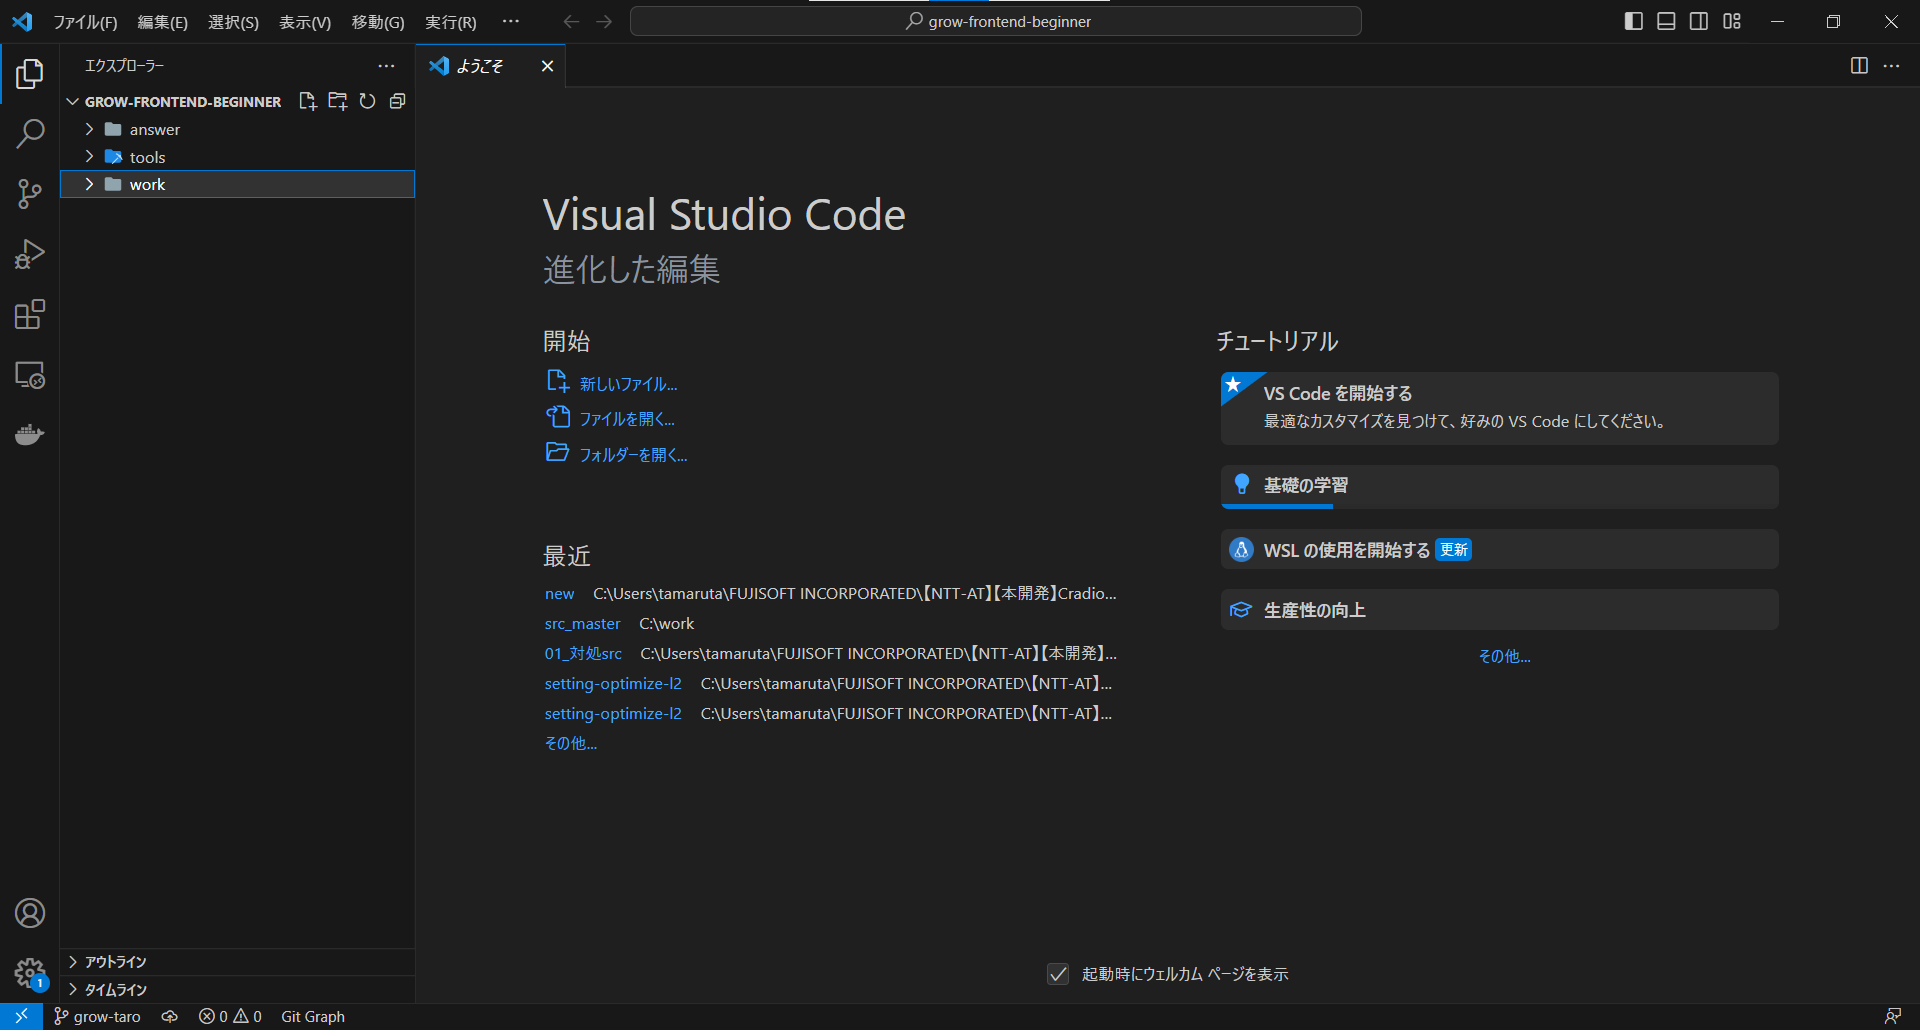 ファイル(F) 編集(E) 選択(S) 表示(V) 移動(G) 実行(R) ··· grow-frontend-beginner
エクスプローラー ···
GROW-FRONTEND-BEGINNER
answer
tools
work
アウトライン
タイムライン
ようこそ
Visual Studio Code
進化した編集
開始
新しいファイル...
ファイルを開く...
フォルダーを開く...
最近
new C:\Users\tamaruta\FUJISOFT INCORPORATED\【NTT-AT】【本開発】Cradio...
src_master C:\work
01_対処src C:\Users\tamaruta\FUJISOFT INCORPORATED\【NTT-AT】【本開発】...
setting-optimize-l2 C:\Users\tamaruta\FUJISOFT INCORPORATED\【NTT-AT】...
setting-optimize-l2 C:\Users\tamaruta\FUJISOFT INCORPORATED\【NTT-AT】...
その他...
チュートリアル
VS Code を開始する
最適なカスタマイズを見つけて、好みの VS Code にしてください。
基礎の学習
WSL の使用を開始する 更新
生産性の向上
その他...
起動時にウェルカム ページを表示
1
grow-taro 0 0 Git Graph